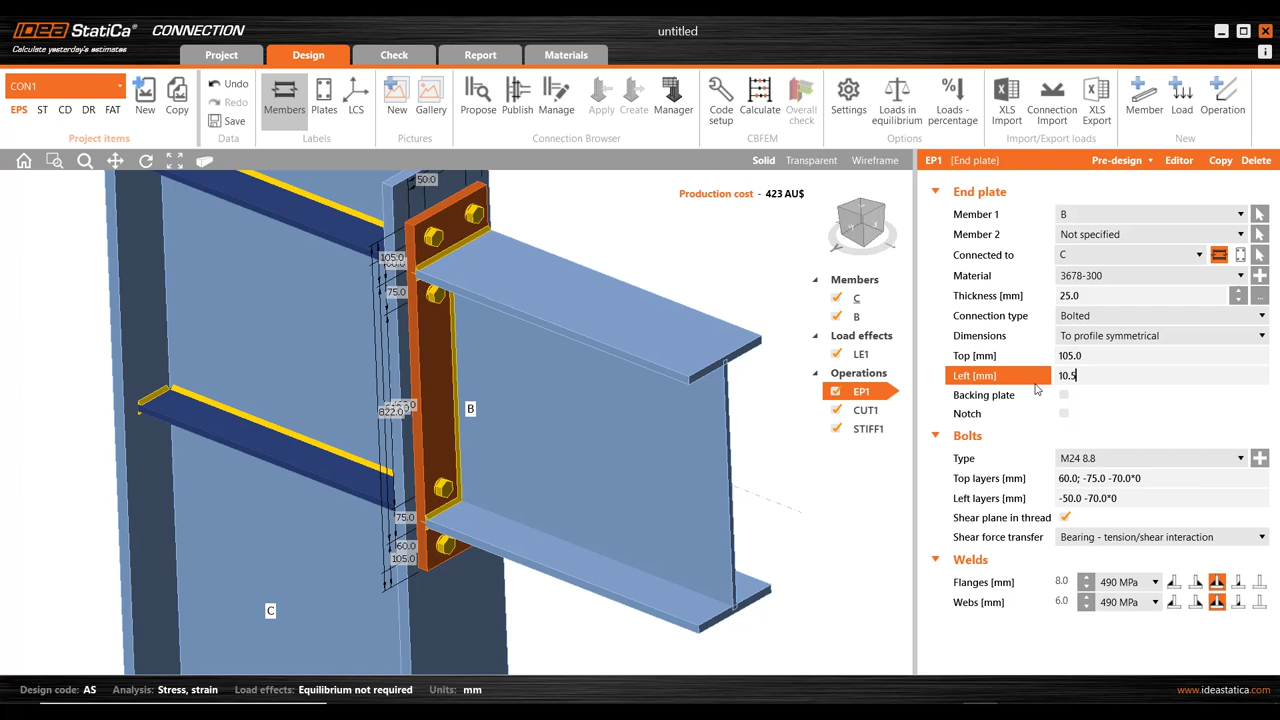 IDEA StatiCa® CONNECTION
Calculate yesterday's estimates
untitled
Project Design Check Report Materials
CON1
EPS ST CD DR FAT
New Copy
Project items
Undo
Redo
Save
Data
Members Plates LCS
Labels
New Gallery
Pictures
Propose Publish Manage Apply Create Manager
Connection Browser
Code setup Calculate Overall check
CBFEM
Settings Loads in equilibrium Loads - percentage
Options
XLS Import Connection Import XLS Export
Import/Export loads
Member Load Operation
New
Solid Transparent Wireframe
EP1 [End plate] Pre-design Editor Copy Delete
Production cost - 423 AU$
Members
C
B
Load effects
LE1
Operations
EP1
CUT1
STIFF1
50.0
105.0
75.0
822.0
75.0
60.0
105.0
B
C
End plate
Member 1 B
Member 2 Not specified
Connected to C
Material 3678-300
Thickness [mm] 25.0
Connection type Bolted
Dimensions To profile symmetrical
Top [mm] 105.0
Left [mm] 10.5
Backing plate
Notch
Bolts
Type M24 8.8
Top layers [mm] 60.0; -75.0 -70.0*0
Left layers [mm] -50.0 -70.0*0
Shear plane in thread
Shear force transfer Bearing - tension/shear interaction
Welds
Flanges [mm] 8.0 490 MPa
Webs [mm] 6.0 490 MPa
Design code: AS Analysis: Stress, strain Load effects: Equilibrium not required Units: mm
www.ideastatica.com